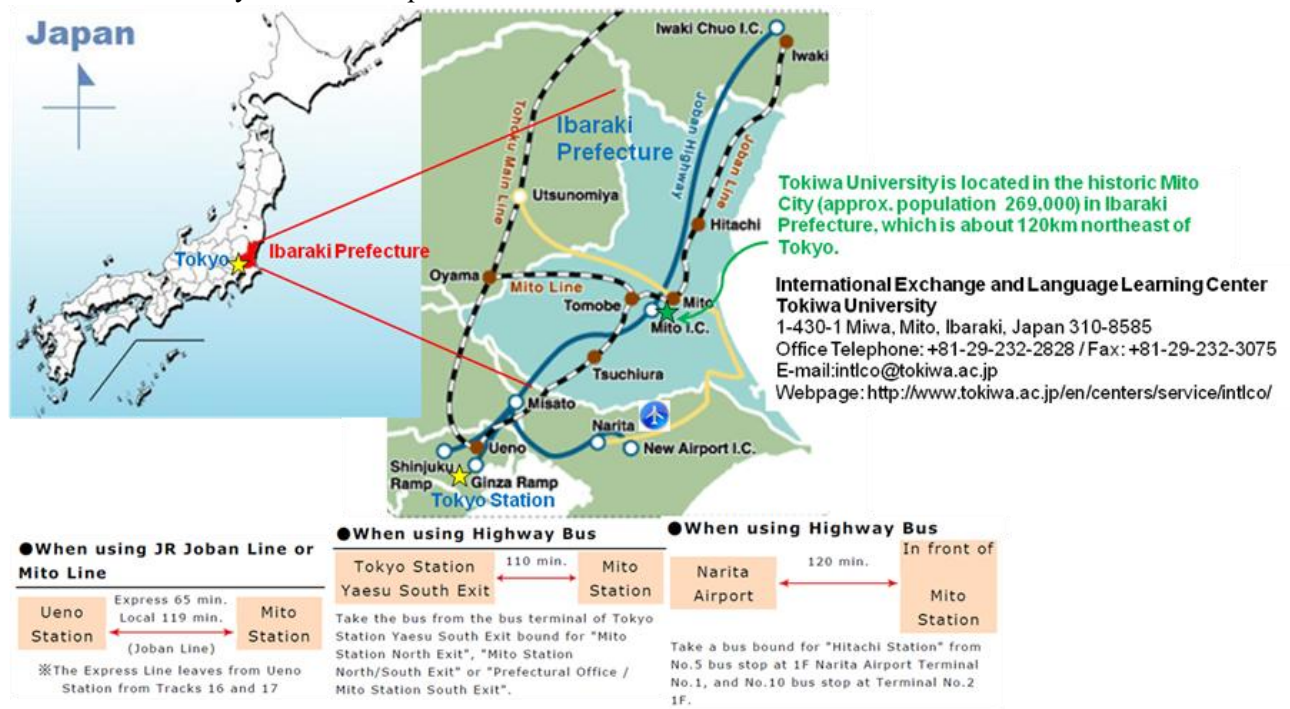 Japan
Tokyo
Ibaraki Prefecture
Iwaki Chuo I.C.
Iwaki
Ibaraki
Prefecture
Tohoku Main Line
Joban Highway
Joban Line
Utsunomiya
Hitachi
Oyama
Mito Line
Tomobe
Mito
Mito I.C.
Tsuchiura
Misato
Narita
Ueno
New Airport I.C.
Shinjuku
Ramp
Ginza Ramp
Tokyo Station
Tokiwa University is located in the historic Mito
City (approx. population 269,000) in Ibaraki
Prefecture, which is about 120km northeast of
Tokyo.
International Exchange and Language Learning Center
Tokiwa University
1-430-1 Miwa, Mito, Ibaraki, Japan 310-8585
Office Telephone: +81-29-232-2828 / Fax: +81-29-232-3075
E-mail:intlco@tokiwa.ac.jp
Webpage: http://www.tokiwa.ac.jp/en/centers/service/intlco/
●When using JR Joban Line or
Mito Line
Ueno
Station
Express 65 min.
Local 119 min.
(Joban Line)
Mito
Station
※The Express Line leaves from Ueno
Station from Tracks 16 and 17
●When using Highway Bus
Tokyo Station
Yaesu South Exit
110 min.
Mito
Station
Take the bus from the bus terminal of Tokyo
Station Yaesu South Exit bound for "Mito
Station North Exit", "Mito Station
North/South Exit" or "Prefectural Office /
Mito Station South Exit".
●When using Highway Bus
Narita
Airport
120 min.
In front of
Mito
Station
Take a bus bound for "Hitachi Station" from
No.5 bus stop at 1F Narita Airport Terminal
No.1, and No.10 bus stop at Terminal No.2
1F.